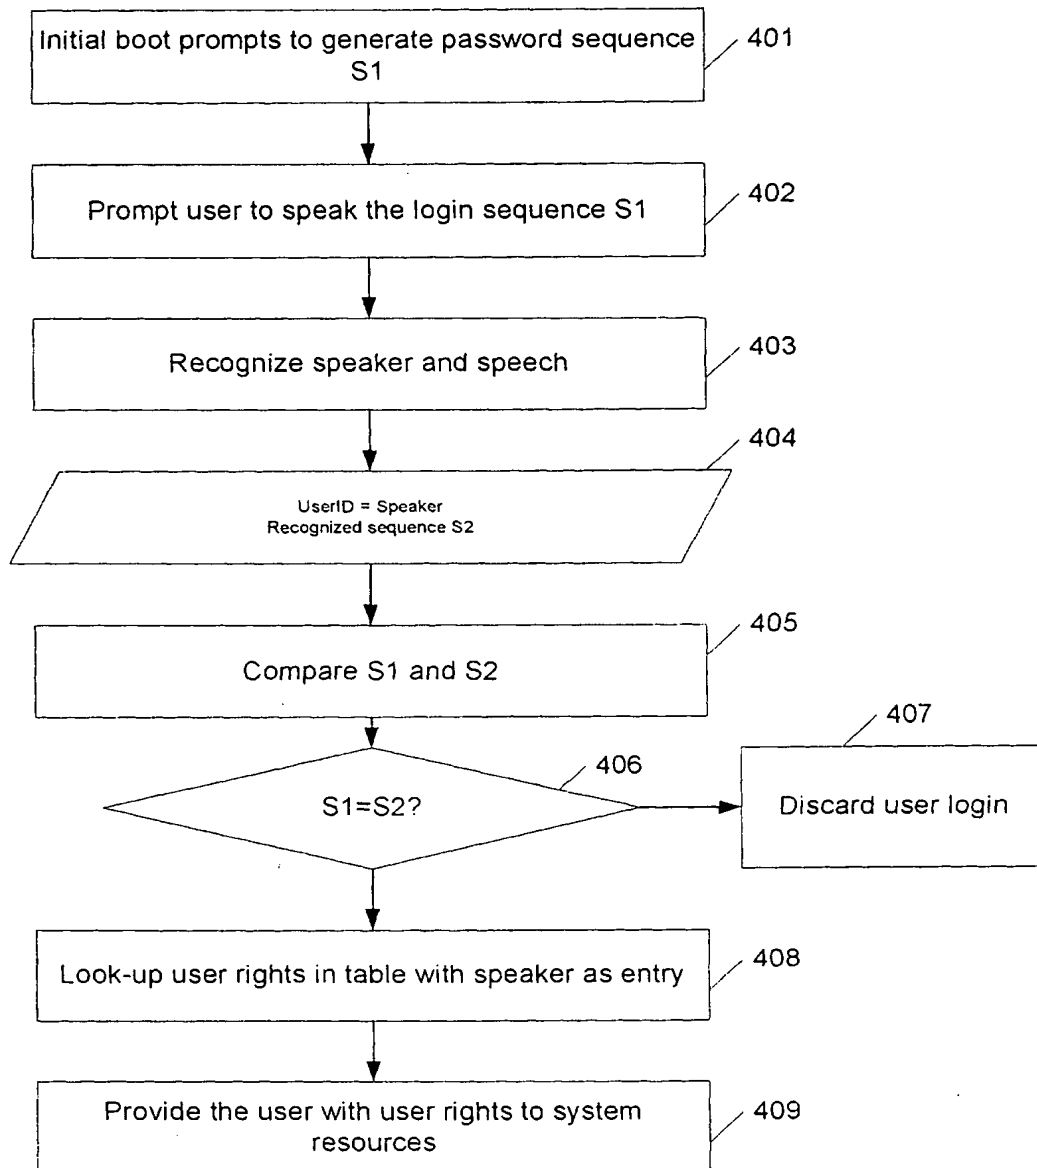 Initial boot prompts to generate password sequence
S1
401
Prompt user to speak the login sequence S1
402
Recognize speaker and speech
403
404
UserID = Speaker
Recognized sequence S2
405
Compare S1 and S2
407
406
S1=S2?
Discard user login
Look-up user rights in table with speaker as entry
408
Provide the user with user rights to system
resources
409